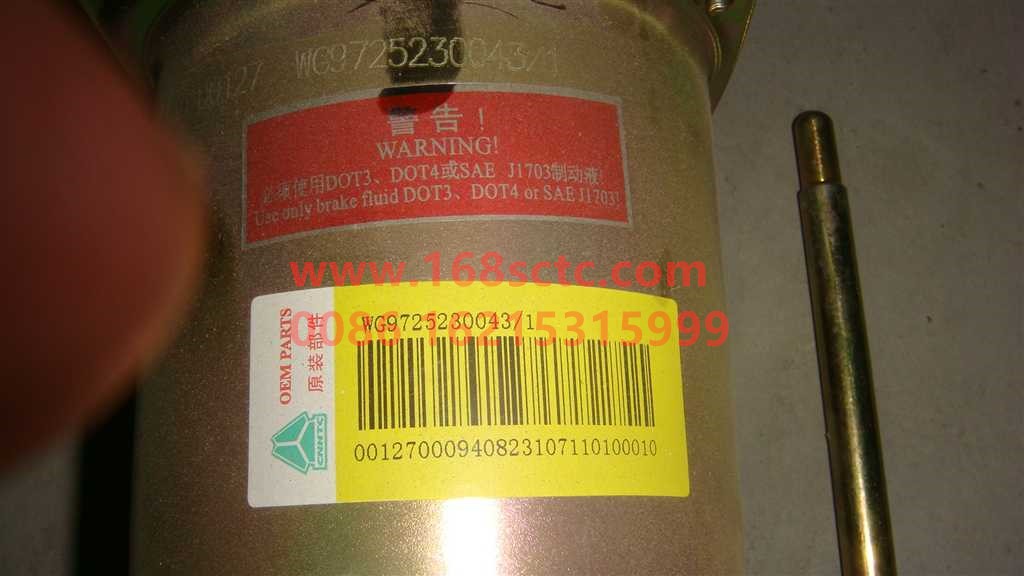 WG9725230043/1
警告！
WARNING!
必须使用DOT3、DOT4或SAE J1703制动液!
Use only brake fluid DOT3、DOT4 or SAE J1703!
www.168sctc.com
0086 16215315999
OEM PARTS
原装部件
CNHTC
WG9725230043/1
00127000940823107110100010